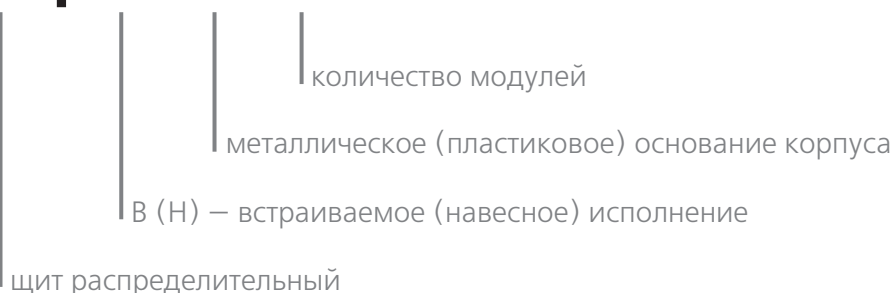 количество модулей
металлическое (пластиковое) основание корпуса
В (Н) — встраиваемое (навесное) исполнение
щит распределительный